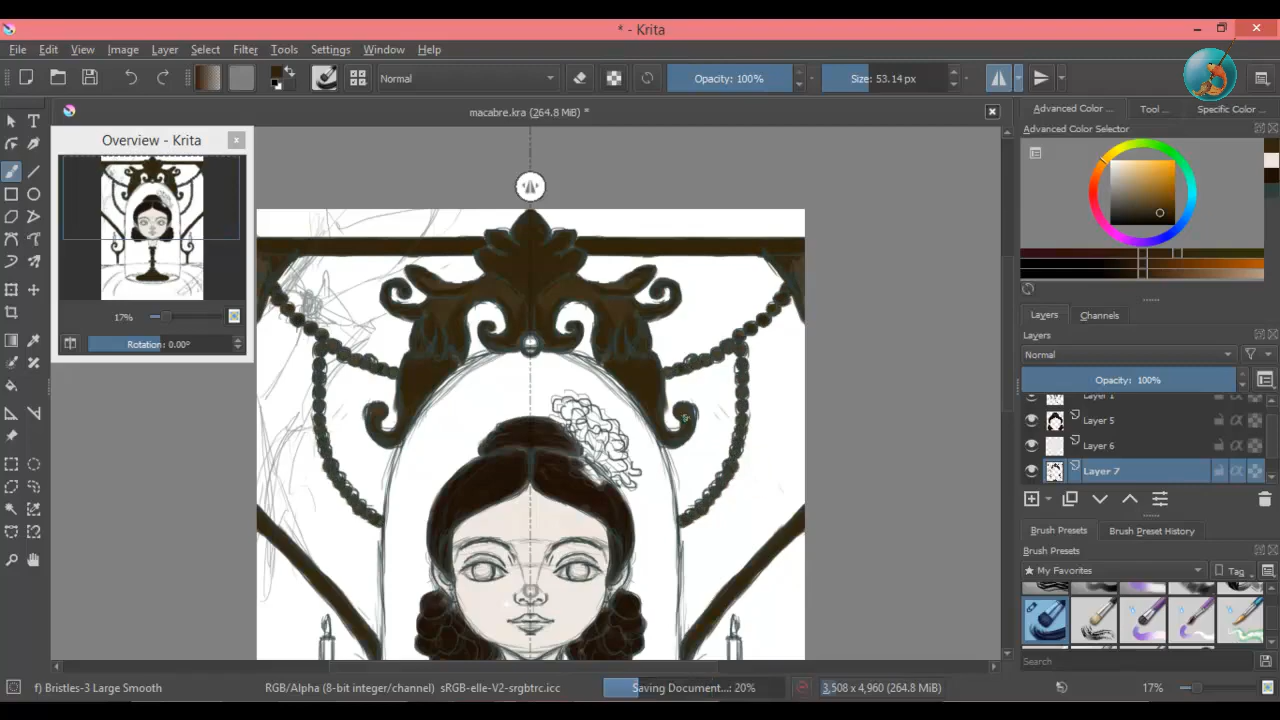 * - Krita
File Edit View Image Layer Select Filter Tools Settings Window Help
Normal Opacity: 100% Size: 53.14 px
macabre.kra (264.8 MiB) *
Advanced Color ... Tool ... Specific Color ...
Overview - Krita
Advanced Color Selector
17%
Rotation: 0.00°
Layers Channels
Layers
Normal
Opacity: 100%
Layer 1
Layer 5
Layer 6
Layer 7
Brush Presets Brush Preset History
Brush Presets
My Favorites Tag
Search
f) Bristles-3 Large Smooth RGB/Alpha (8-bit integer/channel) sRGB-elle-V2-srgbtrc.icc Saving Document...: 20% 3,508 x 4,960 (264.8 MiB) 17%